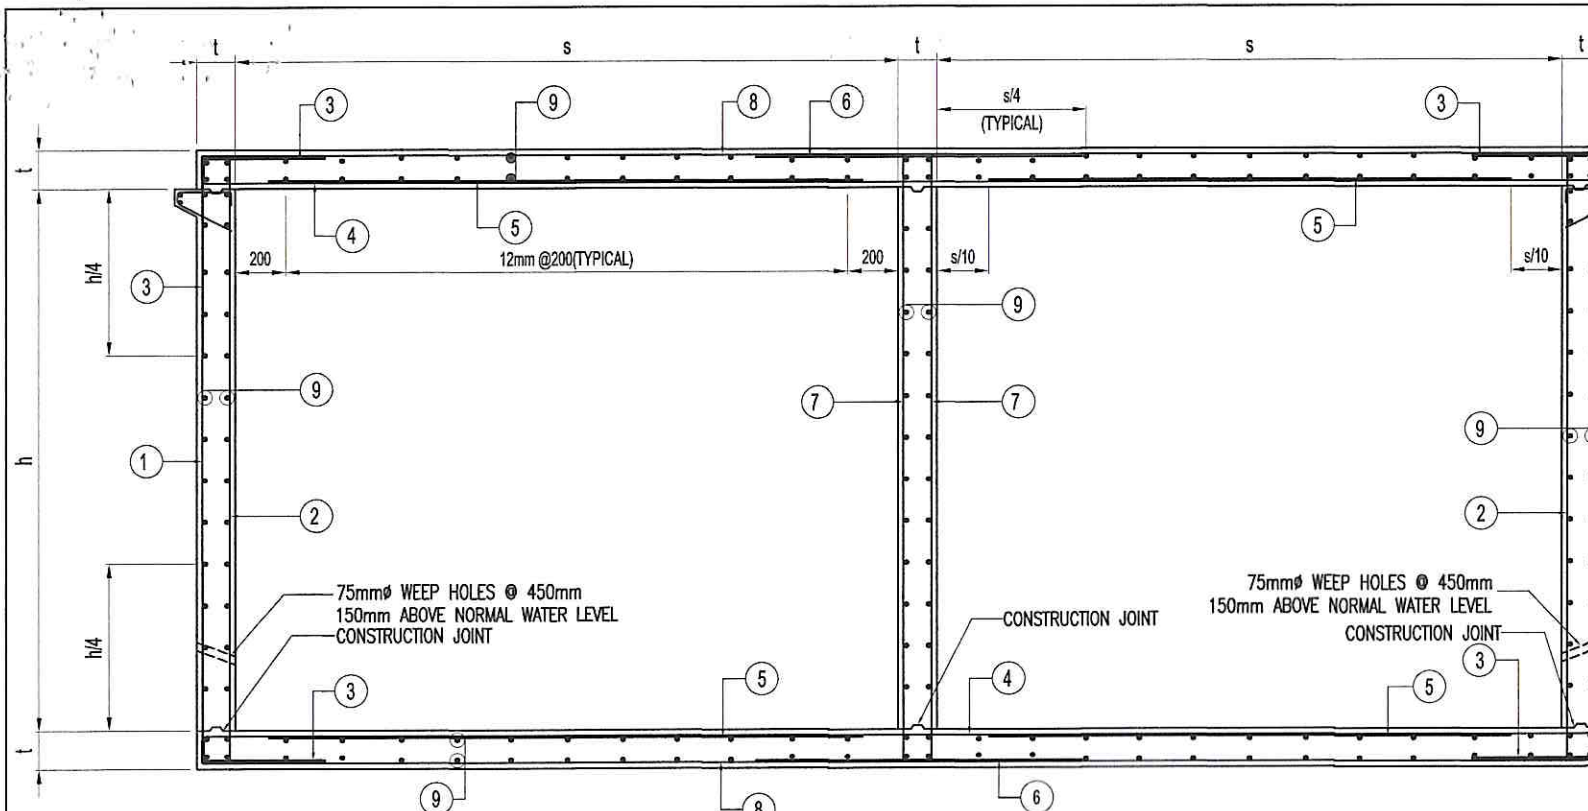 t s t s t
3 9 8 6 s/4 3
(TYPICAL)
t
4 5 5
200 12mm @200(TYPICAL) 200 s/10 s/10
h/4 3
9
9
h
1 7 7 9
2 2
75mmø WEEP HOLES @ 450mm
150mm ABOVE NORMAL WATER LEVEL
CONSTRUCTION JOINT
CONSTRUCTION JOINT
75mmø WEEP HOLES @ 450mm
150mm ABOVE NORMAL WATER LEVEL
CONSTRUCTION JOINT
h/4
3 5 4 5 3
t
9 8 6